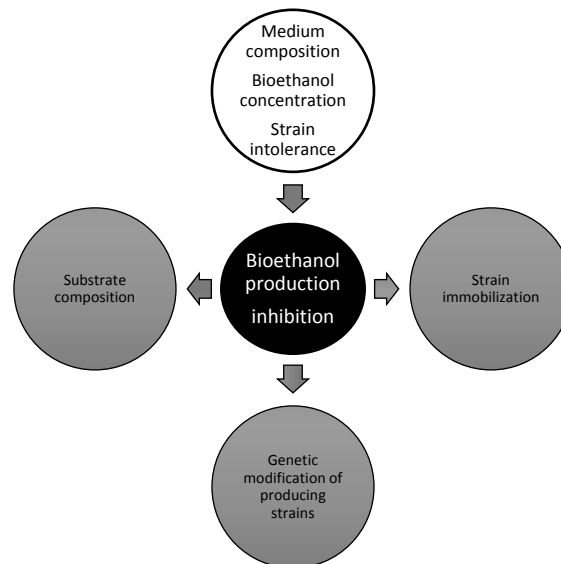 Medium
composition
Bioethanol
concentration
Strain
intolerance
Bioethanol
production
inhibition
Substrate
composition
Strain
immobilization
Genetic
modification of
producing
strains